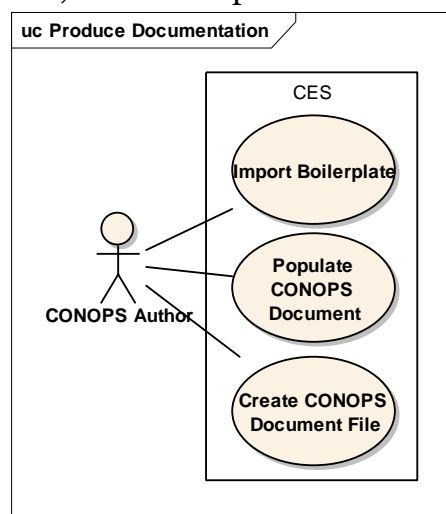 uc Produce Documentation
CES
Import Boilerplate
Populate
CONOPS
Document
CONOPS Author
Create CONOPS
Document File